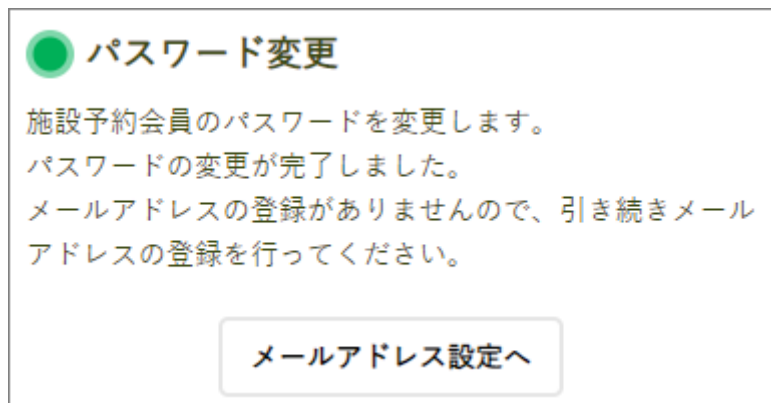 パスワード変更
施設予約会員のパスワードを変更します。
パスワードの変更が完了しました。
メールアドレスの登録がありませんので、引き続きメール
アドレスの登録を行ってください。
メールアドレス設定へ